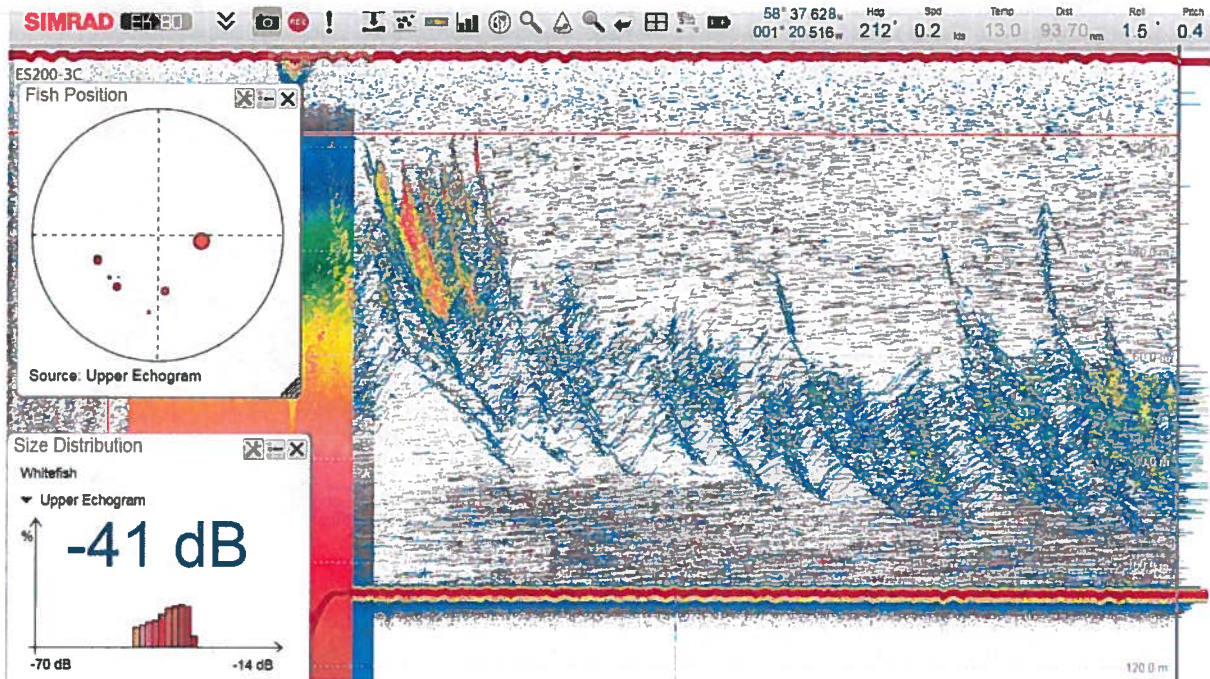 SIMRAD EK80
REC
58° 37.628 N
001° 20.516 W
Hdg
212°
Spd
0.2 kts
Temp
13.0
Dist
93.70 nm
Roll
1.5 °
Pitch
0.4
ES200-3C
Fish Position
Source: Upper Echogram
Size Distribution
Whitefish
Upper Echogram
%
-41 dB
-70 dB
-14 dB
120.0 m